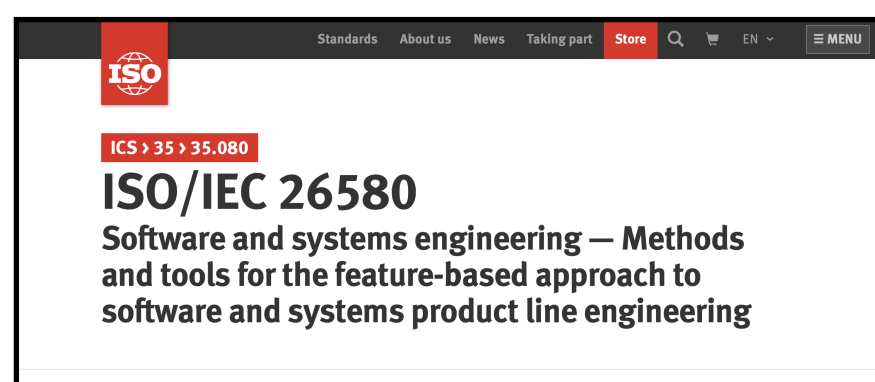 Standards About us News Taking part Store EN MENU
ISO
ICS › 35 › 35.080
ISO/IEC 26580
Software and systems engineering — Methods
and tools for the feature-based approach to
software and systems product line engineering